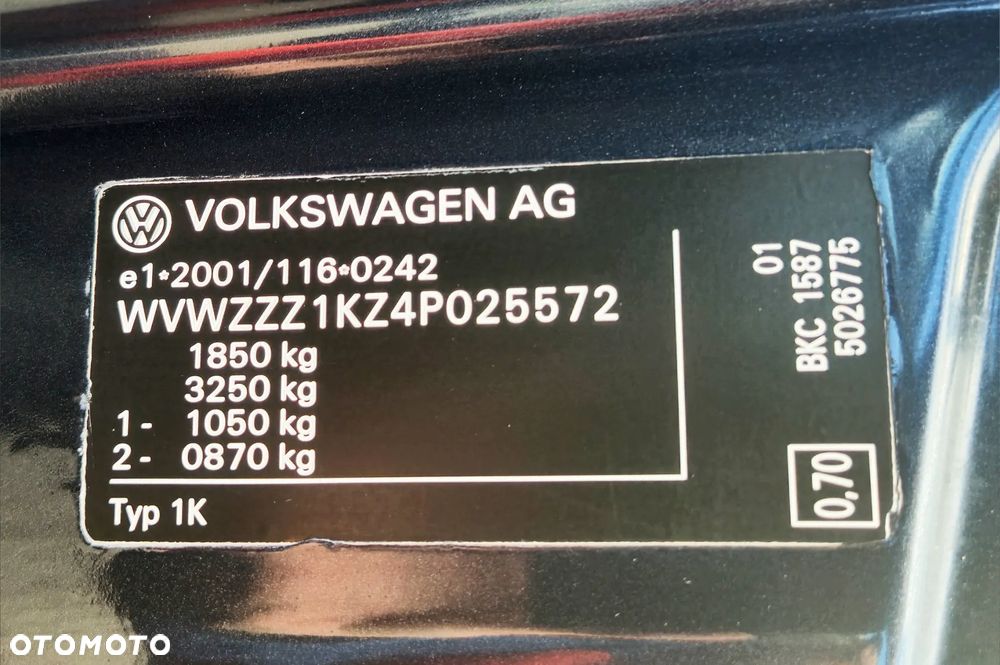 VOLKSWAGEN AG
e1*2001/116*0242
WVWZZZ1KZ4P025572
1850 kg
3250 kg
1 - 1050 kg
2 - 0870 kg
Typ 1K
01
BKC 1587
5026775
0,70
OTOMOTO